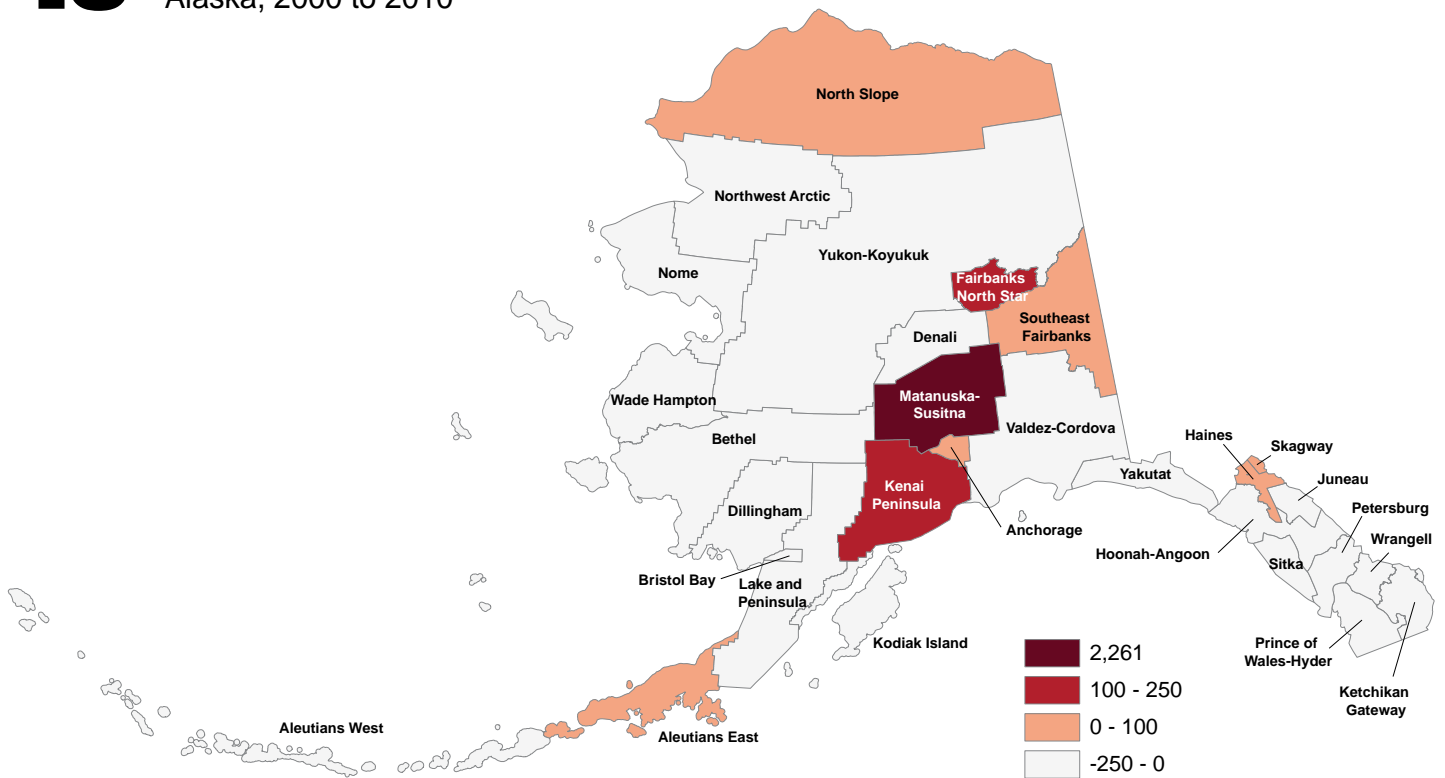 Alaska, 2000 to 2010
North Slope
Northwest Arctic
Yukon-Koyukuk
Nome
Fairbanks
North Star
Southeast
Fairbanks
Denali
Wade Hampton
Matanuska-
Susitna
Valdez-Cordova
Bethel
Haines
Skagway
Yakutat
Juneau
Kenai
Peninsula
Dillingham
Petersburg
Anchorage
Wrangell
Hoonah-Angoon
Sitka
Bristol Bay
Lake and
Peninsula
Kodiak Island
Prince of
Wales-Hyder
Ketchikan
Gateway
Aleutians West
Aleutians East
2,261
100 - 250
0 - 100
-250 - 0